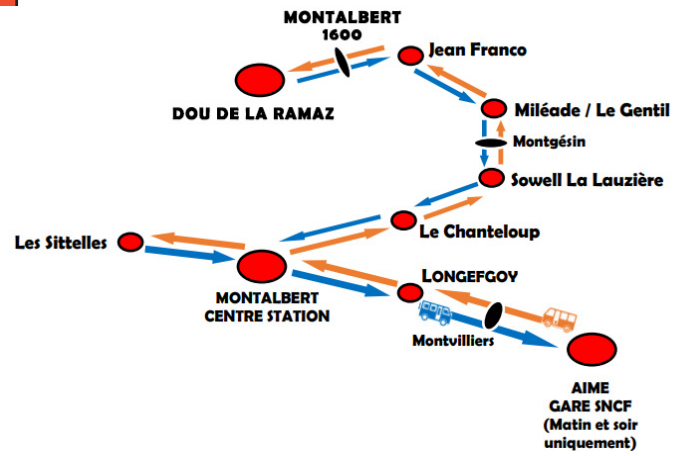 MONTALBERT
1600
Jean Franco
DOU DE LA RAMAZ
Miléade / Le Gentil
Montgésin
Sowell La Lauzière
Le Chanteloup
Les Sittelles
MONTALBERT
CENTRE STATION
LONGEFGOY
Montvilliers
AIME
GARE SNCF
(Matin et soir
uniquement)